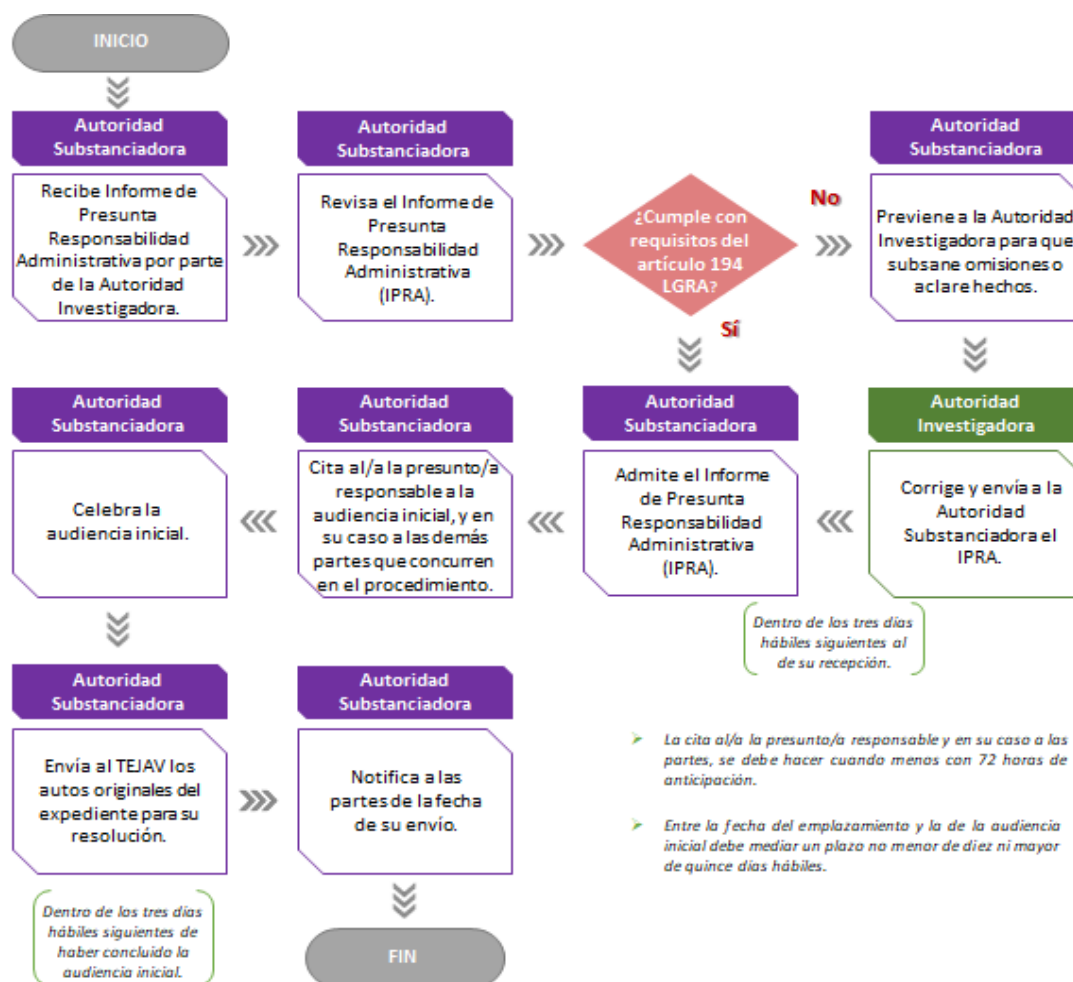 INICIO
Autoridad
Substanciadora
Recibe Informe de
Presunta
Responsabilidad
Administrativa por parte
de la Autoridad
Investigadora.
Autoridad
Substanciadora
Revisa el Informe de
Presunta
Responsabilidad
Administrativa
(IPRA).
¿Cumple con
requisitos del
artículo 194
LGRA?
No
Sí
Autoridad
Substanciadora
Previene a la Autoridad
Investigadora para que
subsane omisiones o
aclare hechos.
Autoridad
Investigadora
Corrige y envía a la
Autoridad
Substanciadora el
IPRA.
Autoridad
Substanciadora
Admite el Informe
de Presunta
Responsabilidad
Administrativa
(IPRA).
Dentro de los tres días
hábiles siguientes al
de su recepción.
Autoridad
Substanciadora
Cita al/a la presunto/a
responsable a la
audiencia inicial, y en
su caso a las demás
partes que concurren
en el procedimiento.
Autoridad
Substanciadora
Celebra la
audiencia inicial.
Autoridad
Substanciadora
Envía al TEJAV los
autos originales del
expediente para su
resolución.
Dentro de los tres días
hábiles siguientes de
haber concluido la
audiencia inicial.
Autoridad
Substanciadora
Notifica a las
partes de la fecha
de su envío.
FIN
La cita al/a la presunto/a responsable y en su caso a las
partes, se debe hacer cuando menos con 72 horas de
anticipación.
Entre la fecha del emplazamiento y la de la audiencia
inicial debe mediar un plazo no menor de diez ni mayor
de quince días hábiles.